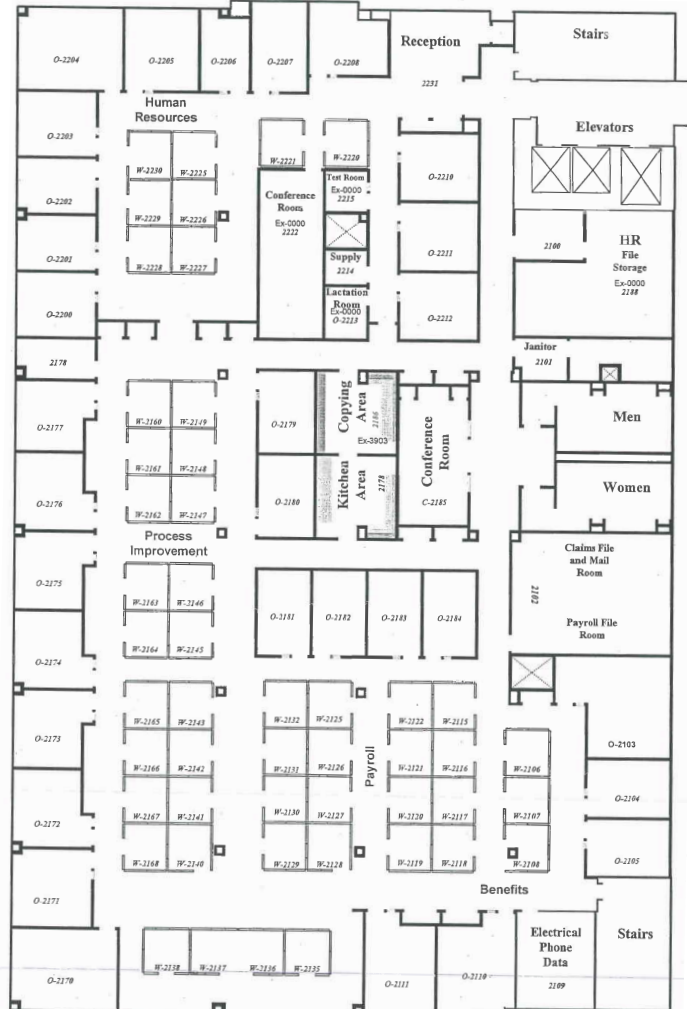 Reception
Stairs
O-2204
O-2205
O-2206
O-2207
O-2208
2231
Human
Resources
Elevators
O-2203
W-2221
W-2220
W-2230
W-2225
Test Room
Ex-0000
2215
O-2210
Conference
Room
Ex-0000
2222
O-2202
W-2229
W-2226
2100
HR
File
Storage
Ex-0000
2188
O-2201
W-2228
W-2227
Supply
2214
O-2211
Lactation
Room
Ex-0000
O-2213
O-2200
O-2212
2178
Janitor
2101
O-2177
W-2160
W-2149
O-2179
Copying
Area
2186
Ex-3903
Conference
Room
C-2185
Men
W-2161
W-2148
O-2176
W-2162
W-2147
O-2180
Kitchen
Area
2178
Women
Process
Improvement
Claims File
and Mail
Room
2102
Payroll File
Room
O-2175
W-2163
W-2146
O-2181
O-2182
O-2183
O-2184
O-2174
W-2164
W-2145
O-2173
W-2165
W-2143
W-2132
W-2125
W-2122
W-2115
O-2103
W-2166
W-2142
W-2131
W-2126
Payroll
W-2121
W-2116
W-2106
O-2104
O-2172
W-2167
W-2141
W-2130
W-2127
W-2120
W-2117
W-2107
W-2168
W-2140
W-2129
W-2128
W-2119
W-2118
W-2108
O-2105
O-2171
Benefits
Electrical
Phone
Data
2109
Stairs
W-2138
W-2137
W-2136
W-2135
O-2170
O-2111
O-2110